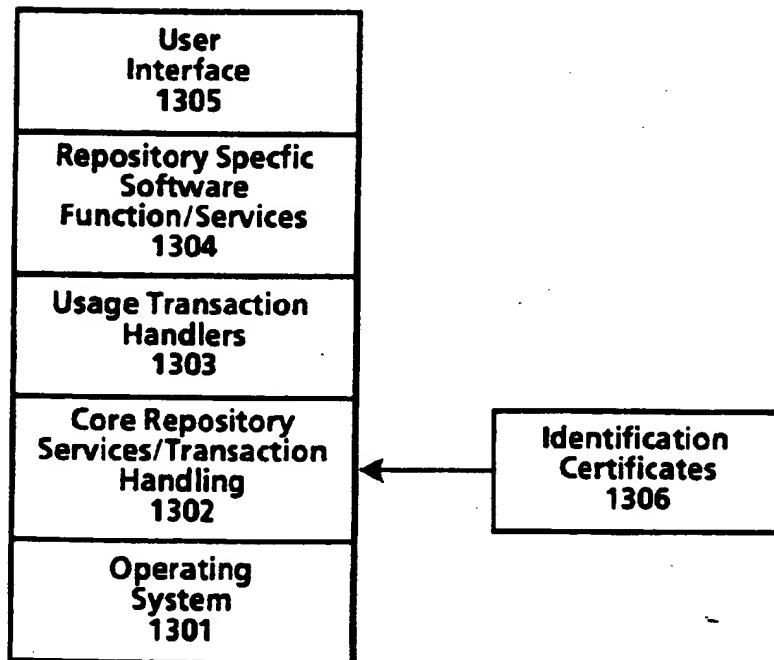 User
Interface
1305
Repository Specfic
Software
Function/Services
1304
Usage Transaction
Handlers
1303
Core Repository
Services/Transaction
Handling
1302
Identification
Certificates
1306
Operating
System
1301